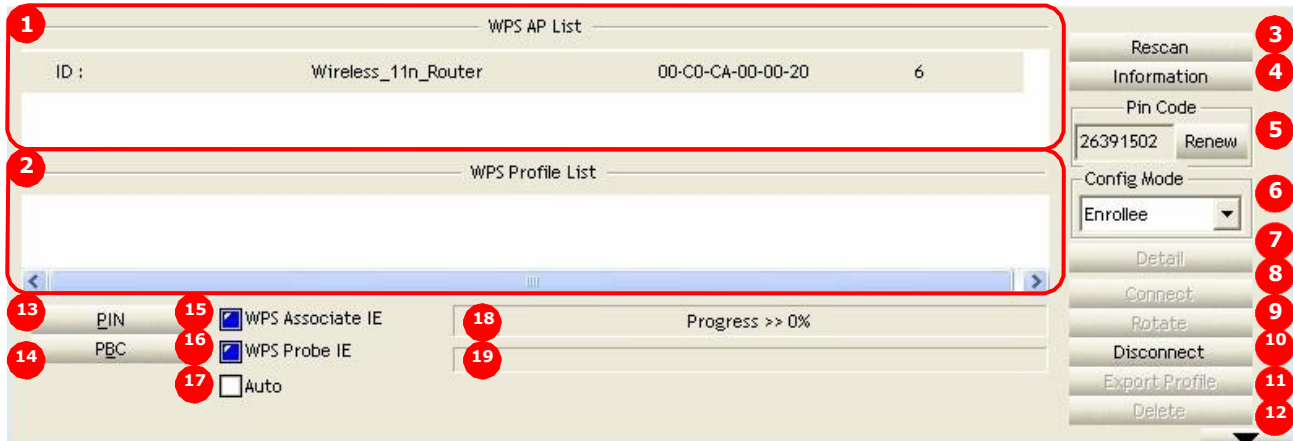 1
WPS AP List
ID : Wireless_11n_Router 00-C0-CA-00-00-20 6
2
WPS Profile List
Rescan 3
Information 4
Pin Code
26391502 Renew 5
Config Mode
Enrollee 6
Detail 7
Connect 8
Rotate 9
Disconnect 10
Export Profile 11
Delete 12
13 PIN
14 PBC
15 WPS Associate IE
16 WPS Probe IE
17 Auto
18 Progress >> 0%
19